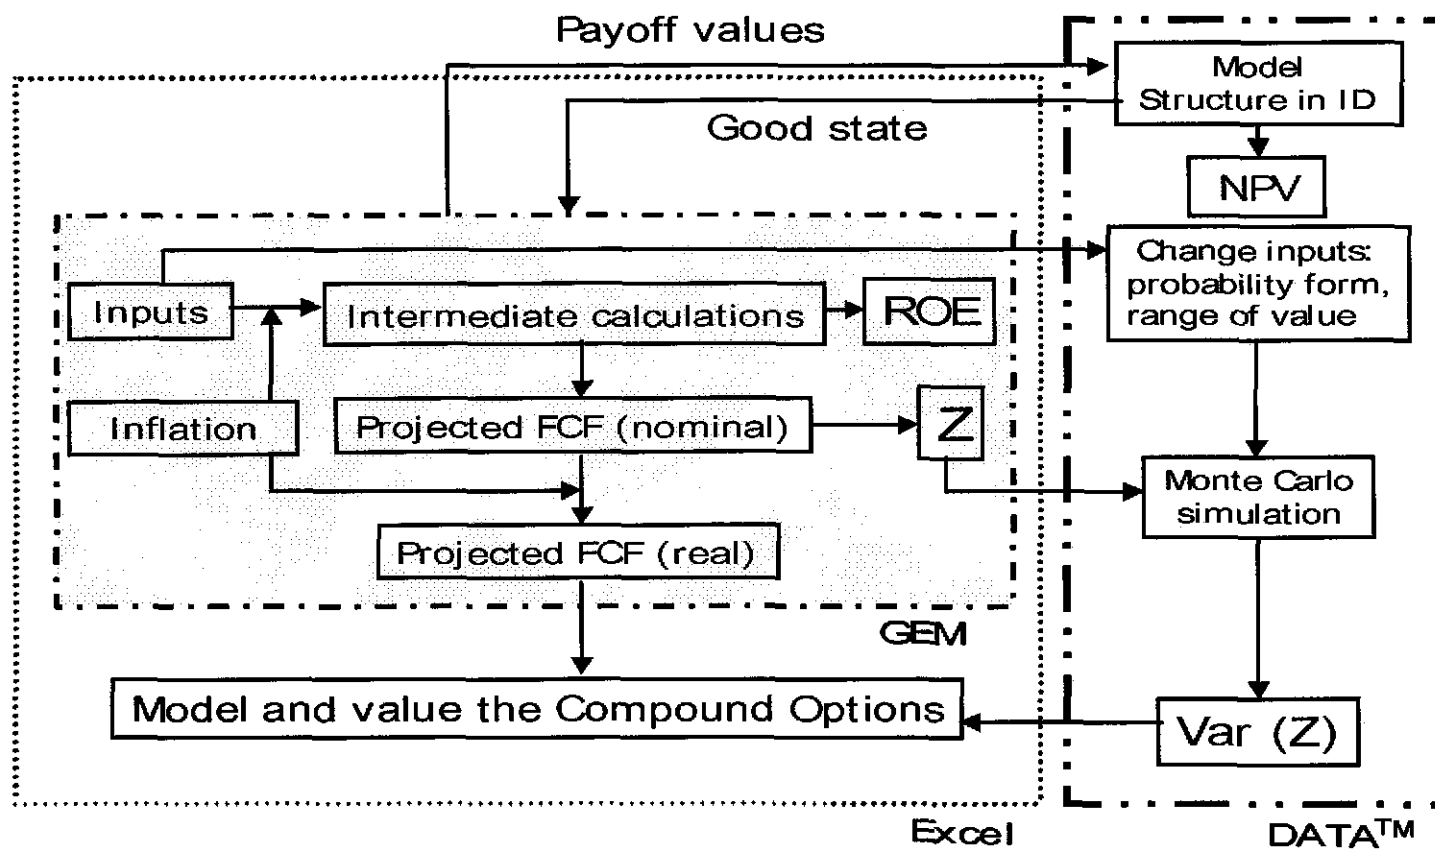 Payoff values
Model
Structure in ID
Good state
NPV
Change inputs:
probability form,
range of value
Inputs
Intermediate calculations
ROE
Inflation
Projected FCF (nominal)
Z
Monte Carlo
simulation
Projected FCF (real)
GEM
Model and value the Compound Options
Var (Z)
Excel
DATA™